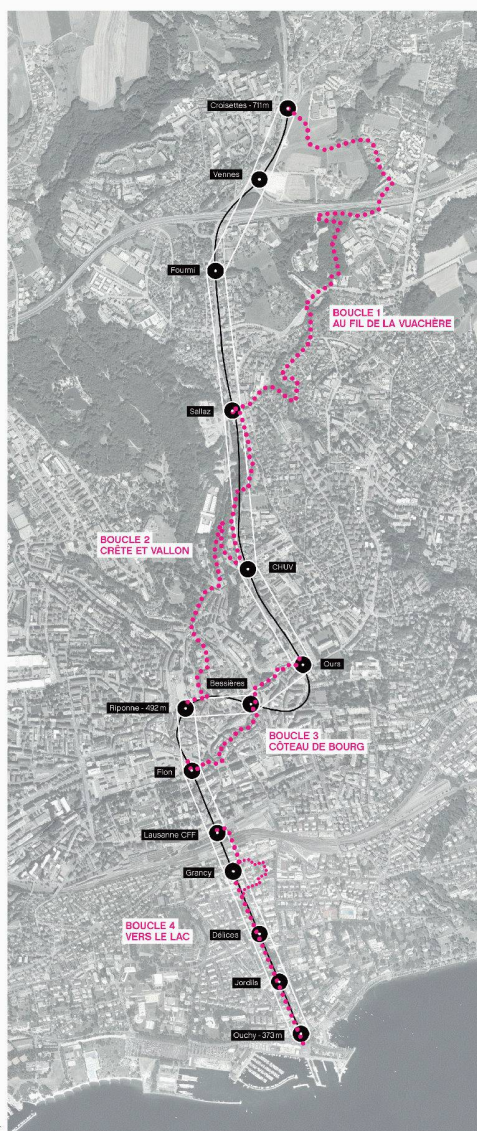 Croisettes - 711m
Vennes
Fourmi
BOUCLE 1
AU FIL DE LA VUACHÈRE
Sallaz
BOUCLE 2
CRÊTE ET VALLON
CHUV
Ours
Bessières
Riponne - 492 m
BOUCLE 3
CÔTEAU DE BOURG
Flon
Lausanne CFF
Grancy
BOUCLE 4
VERS LE LAC
Délices
Jordils
Ouchy - 373 m